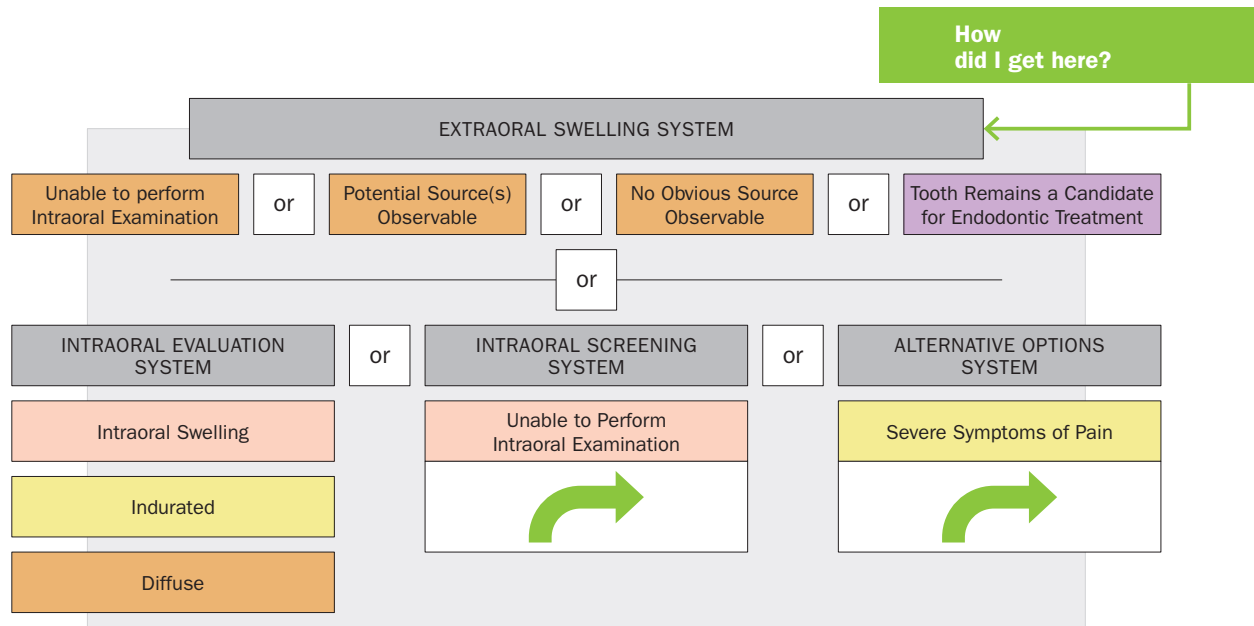 How
did I get here?
EXTRAORAL SWELLING SYSTEM
Unable to perform
Intraoral Examination
or
Potential Source(s)
Observable
or
No Obvious Source
Observable
or
Tooth Remains a Candidate
for Endodontic Treatment
or
INTRAORAL EVALUATION
SYSTEM
or
INTRAORAL SCREENING
SYSTEM
or
ALTERNATIVE OPTIONS
SYSTEM
Intraoral Swelling
Unable to Perform
Intraoral Examination
Severe Symptoms of Pain
Indurated
Diffuse